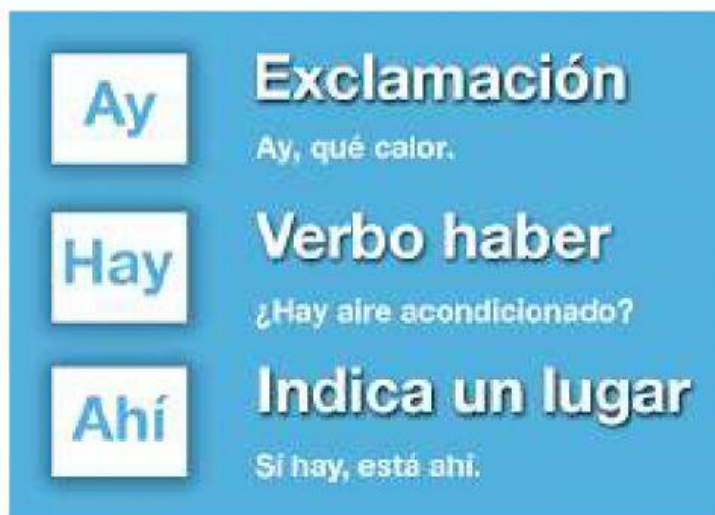 Ay
Exclamación
Ay, qué calor.
Hay
Verbo haber
¿Hay aire acondicionado?
Ahí
Indica un lugar
Sí hay, está ahí.